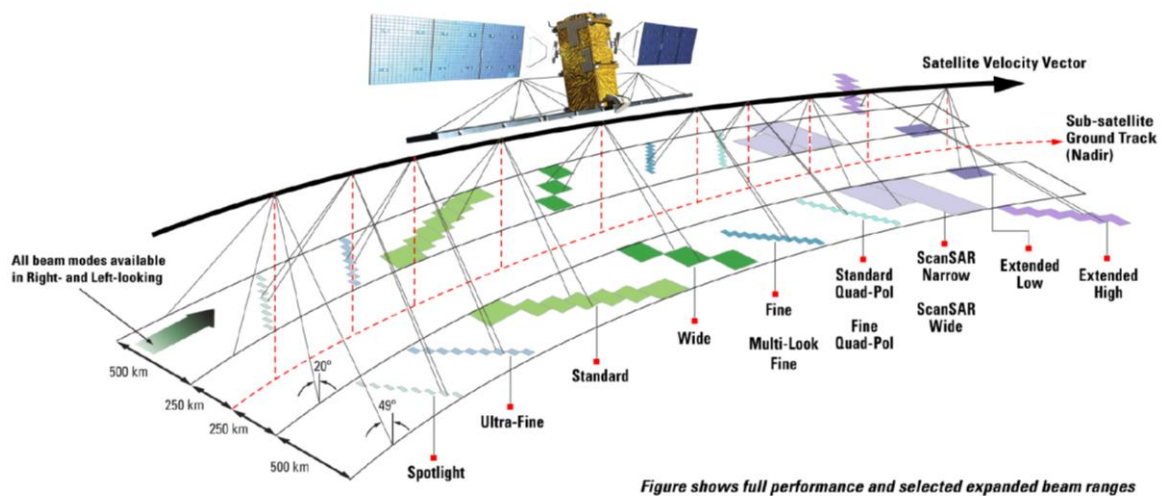 Satellite Velocity Vector
Sub-satellite
Ground Track
(Nadir)
All beam modes available
in Right- and Left-looking
500 km
250 km
250 km
500 km
20°
49°
Spotlight
Ultra-Fine
Standard
Wide
Fine
Multi-Look
Fine
Standard
Quad-Pol
Fine
Quad-Pol
ScanSAR
Narrow
ScanSAR
Wide
Extended
Low
Extended
High
Figure shows full performance and selected expanded beam ranges